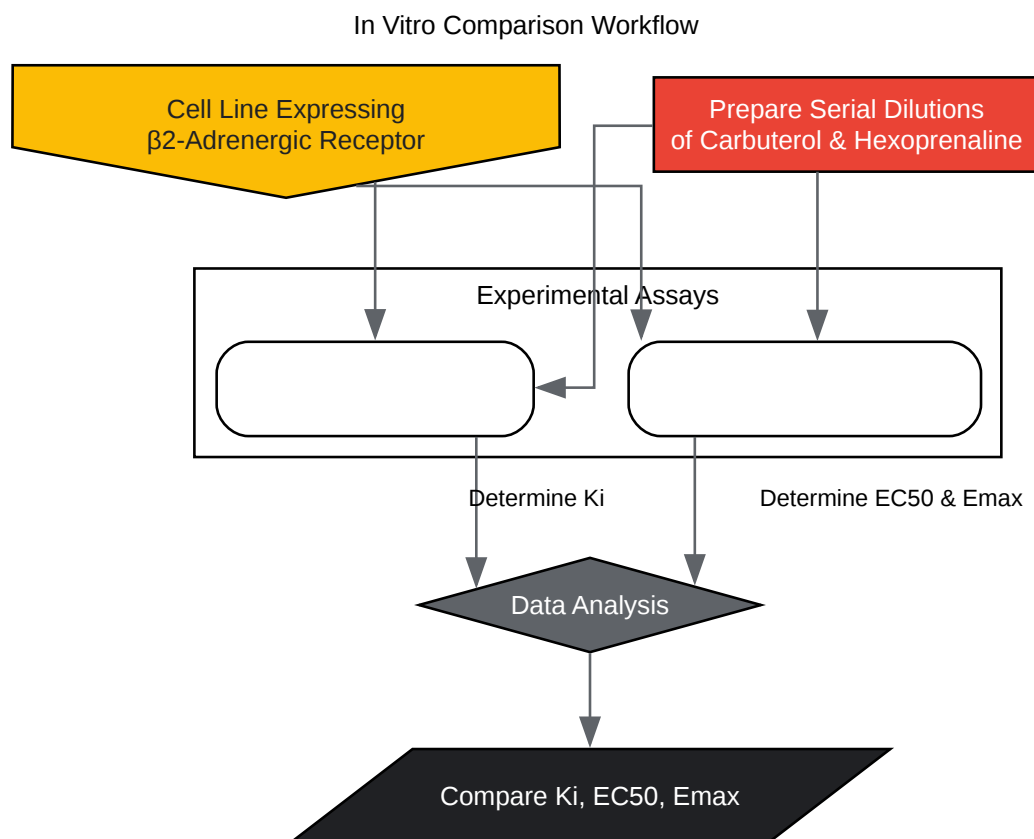 In Vitro Comparison Workflow
Cell Line Expressing
β2-Adrenergic Receptor
Prepare Serial Dilutions
of Carbuterol & Hexoprenaline
Experimental Assays
Determine Ki
Determine EC50 & Emax
Data Analysis
Compare Ki, EC50, Emax